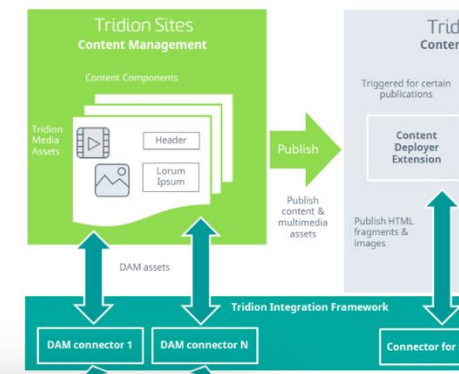 Tridion Sites
Content Management
Content Components
Tridion
Media
Assets
Header
Lorum
Ipsum
Publish
Publish
content &
multimedia
assets
DAM assets
Triggered for certain
publications
Content
Deployer
Extension
Publish HTML
fragments &
images
Tridion Integration Framework
DAM connector 1
DAM connector N
Connector for